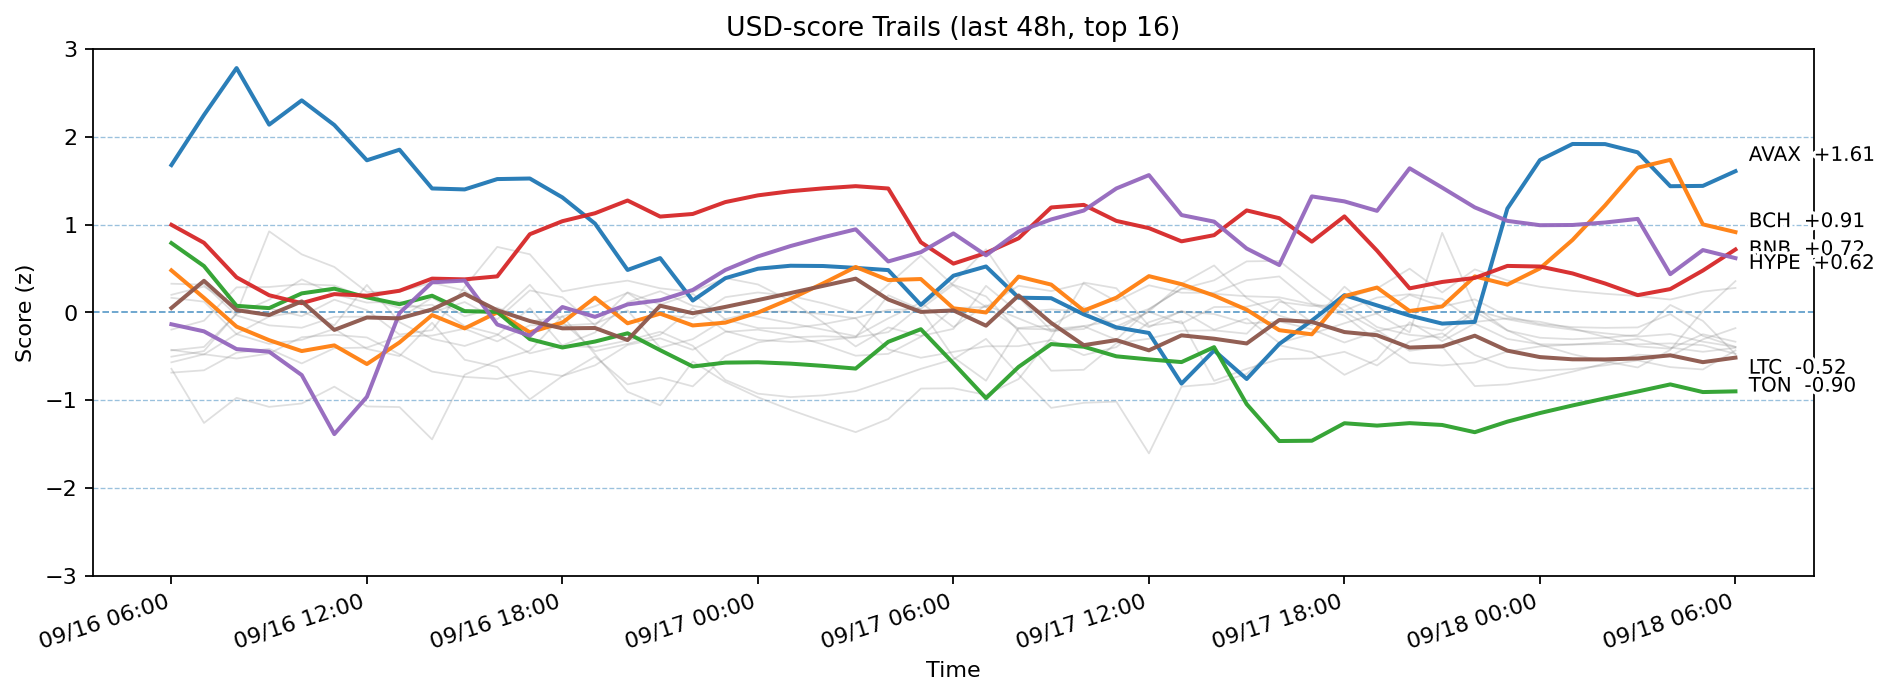 USD-score Trails (last 48h, top 16)
Score (z)
3
2
1
0
−1
−2
−3
AVAX +1.61
BCH +0.91
BNB +0.72
HYPE +0.62
LTC -0.52
TON -0.90
09/16 06:00
09/16 12:00
09/16 18:00
09/17 00:00
09/17 06:00
09/17 12:00
09/17 18:00
09/18 00:00
09/18 06:00
Time